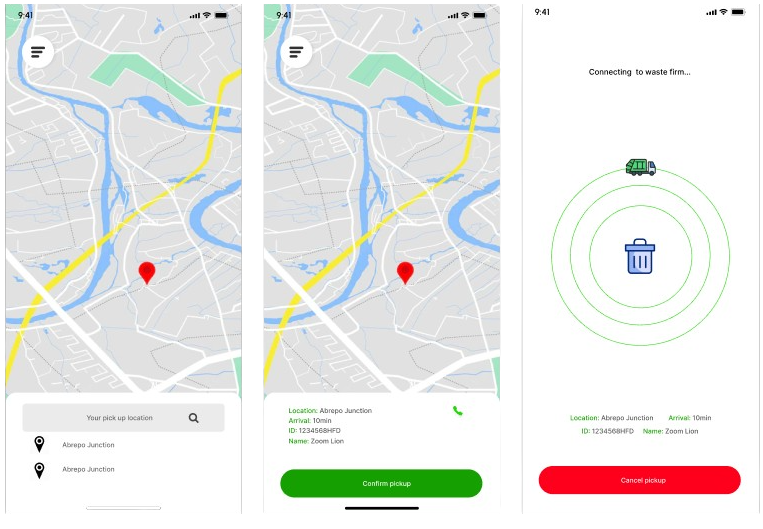 9:41
Your pick up location
Abrepo Junction
Abrepo Junction
9:41
Location: Abrepo Junction
Arrival: 10min
ID: 1234568HFD
Name: Zoom Lion
Confirm pickup
9:41
Connecting to waste firm...
Location: Abrepo Junction Arrival: 10min
ID: 1234568HFD Name: Zoom Lion
Cancel pickup